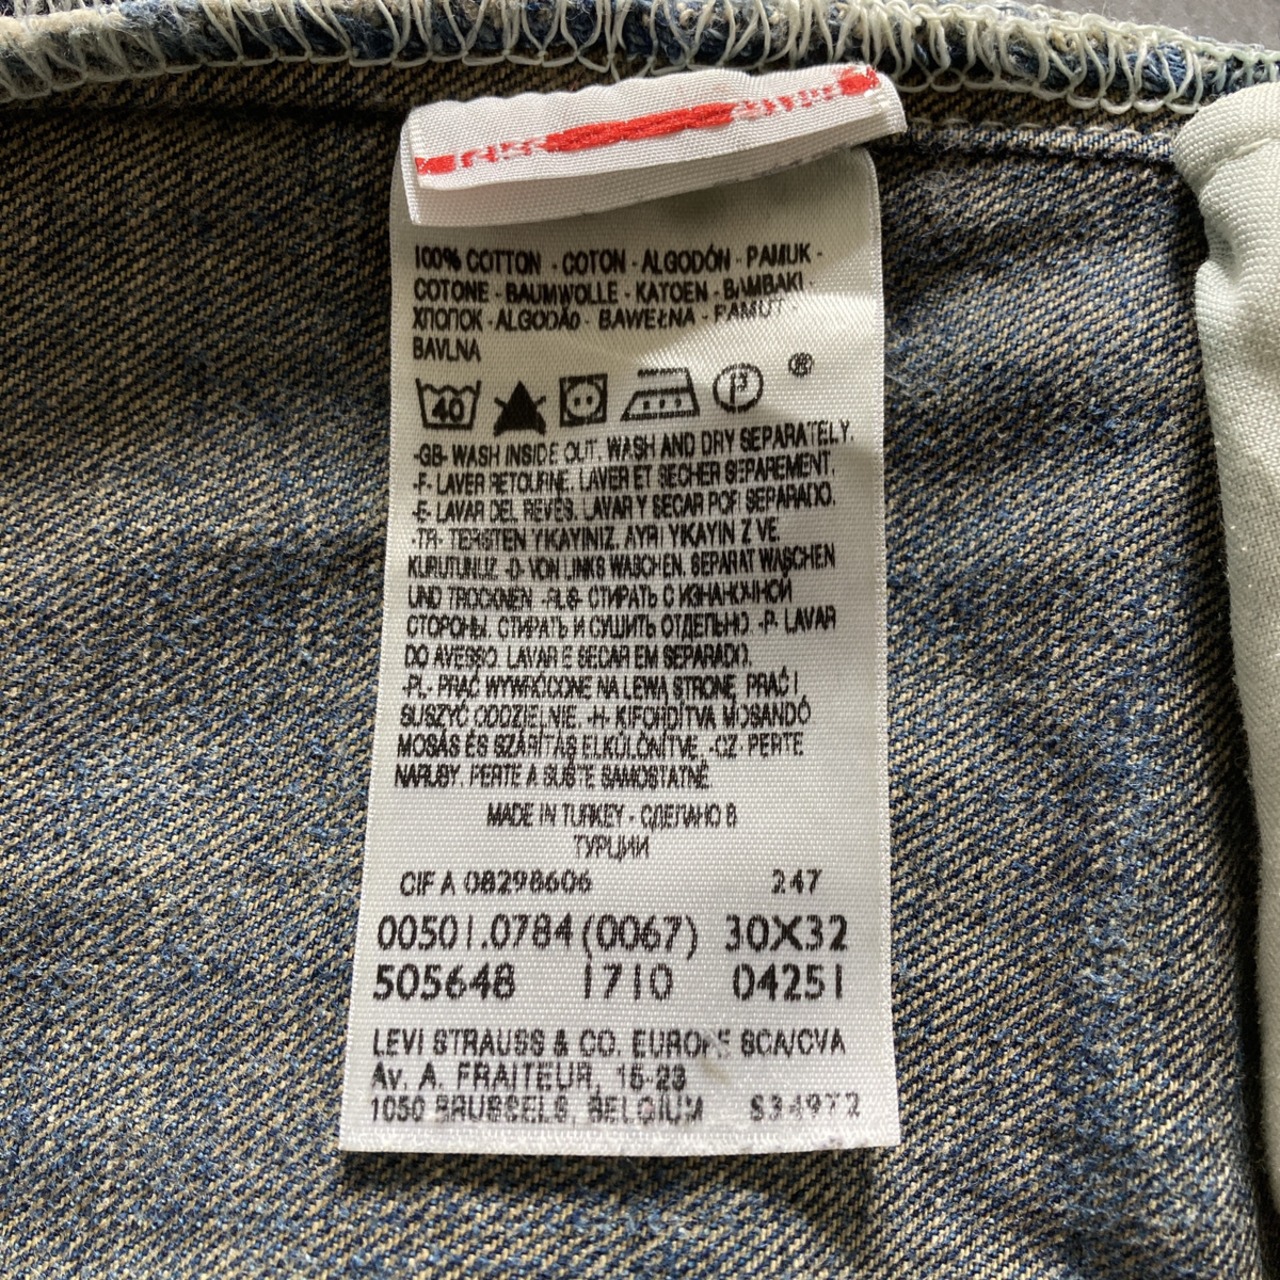 100% COTTON - COTON - ALGODÓN - PAMUK -
COTONE - BAUMWOLLE - KATOEN - BAMBAKI -
ХЛОПОК - ALGODÃO - BAWEŁNA - PAMUT -
BAVLNA
40 P ®
-GB- WASH INSIDE OUT. WASH AND DRY SEPARATELY.
-F- LAVER RETOURNE. LAVER ET SECHER SEPAREMENT.
-E- LAVAR DEL REVÉS. LAVAR Y SECAR POR SEPARADO.
-TR- TERSTEN YIKAYINIZ. AYRI YIKAYIN Z VE
KURUTUNUZ. -D- VON LINKS WASCHEN. SEPARAT WASCHEN
UND TROCKNEN СТИРАТЬ С ИЗНАНОЧНОЙ
СТОРОНЫ. СТИРАТЬ И СУШИТЬ ОТДЕЛЬНО. -P- LAVAR
DO AVESSO. LAVAR E SECAR EM SEPARADO.
-PL- PRAĆ WYWRÓCONE NA LEWĄ STRONĘ, PRAĆ I
SUSZYĆ ODDZIELNIE. -H- KIFORDÍTVA MOSANDÓ
MOSÁS ÉS SZÁRÍTÁS ELKÜLÖNÍTVE. -CZ- PERTE
NARUBY. PERTE A SUŠTE SAMOSTATNĚ.
MADE IN TURKEY - СДЕЛАНО В
ТУРЦИИ
CIF A 08298606 247
00501.0784 (0067) 30X32
505648 1710 04251
LEVI STRAUSS & CO. EUROPE SCA/CVA
Av. A. FRAITEUR, 15-23
1050 BRUSSELS, BELGIUM S34972